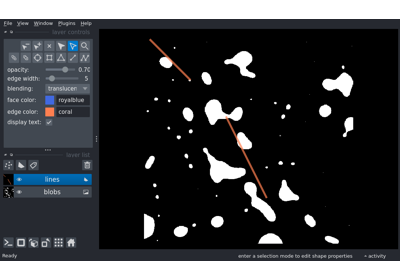 File View Window Plugins Help
layer controls
opacity: 0.70
edge width: 5
blending: translucen
face color: royalblue
edge color: coral
display text:
layer list
lines
blobs
Ready enter a selection mode to edit shape properties activity